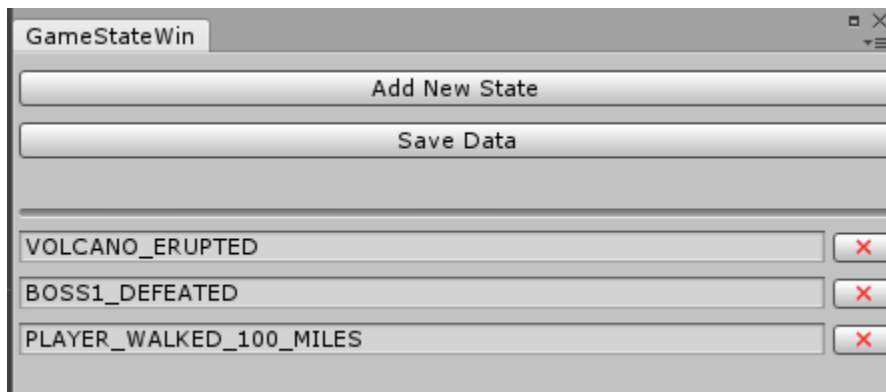 GameStateWin
Add New State
Save Data
VOLCANO_ERUPTED
BOSS1_DEFEATED
PLAYER_WALKED_100_MILES